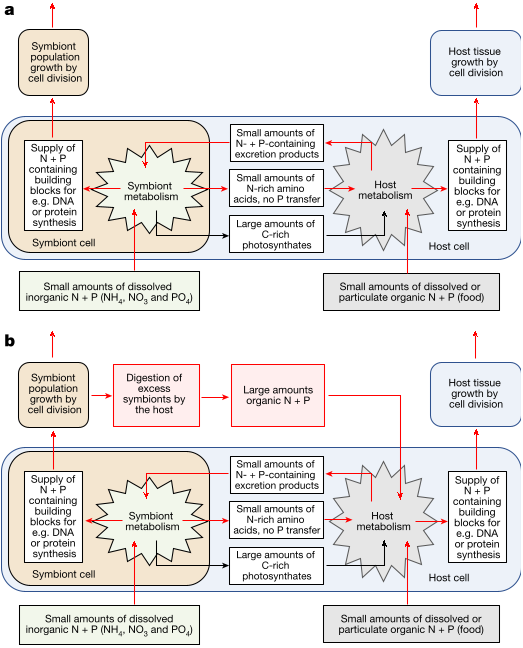 a
Symbiont
population
growth by
cell division
Host tissue
growth by
cell division
Supply of
N + P
containing
building
blocks for
e.g. DNA
or protein
synthesis
Symbiont
metabolism
Symbiont cell
Small amounts of
N- + P-containing
excretion products
Small amounts of
N-rich amino
acids, no P transfer
Large amounts of
C-rich
photosynthates
Host
metabolism
Supply of
N + P
containing
building
blocks for
e.g. DNA
or protein
synthesis
Host cell
Small amounts of dissolved
inorganic N + P (NH4, NO3 and PO4)
Small amounts of dissolved or
particulate organic N + P (food)
b
Symbiont
population
growth by
cell division
Digestion of
excess
symbionts by
the host
Large amounts
organic N + P
Host tissue
growth by
cell division
Supply of
N + P
containing
building
blocks for
e.g. DNA
or protein
synthesis
Symbiont
metabolism
Symbiont cell
Small amounts of
N- + P-containing
excretion products
Small amounts of
N-rich amino
acids, no P transfer
Large amounts of
C-rich
photosynthates
Host
metabolism
Supply of
N + P
containing
building
blocks for
e.g. DNA
or protein
synthesis
Host cell
Small amounts of dissolved
inorganic N + P (NH4, NO3 and PO4)
Small amounts of dissolved or
particulate organic N + P (food)